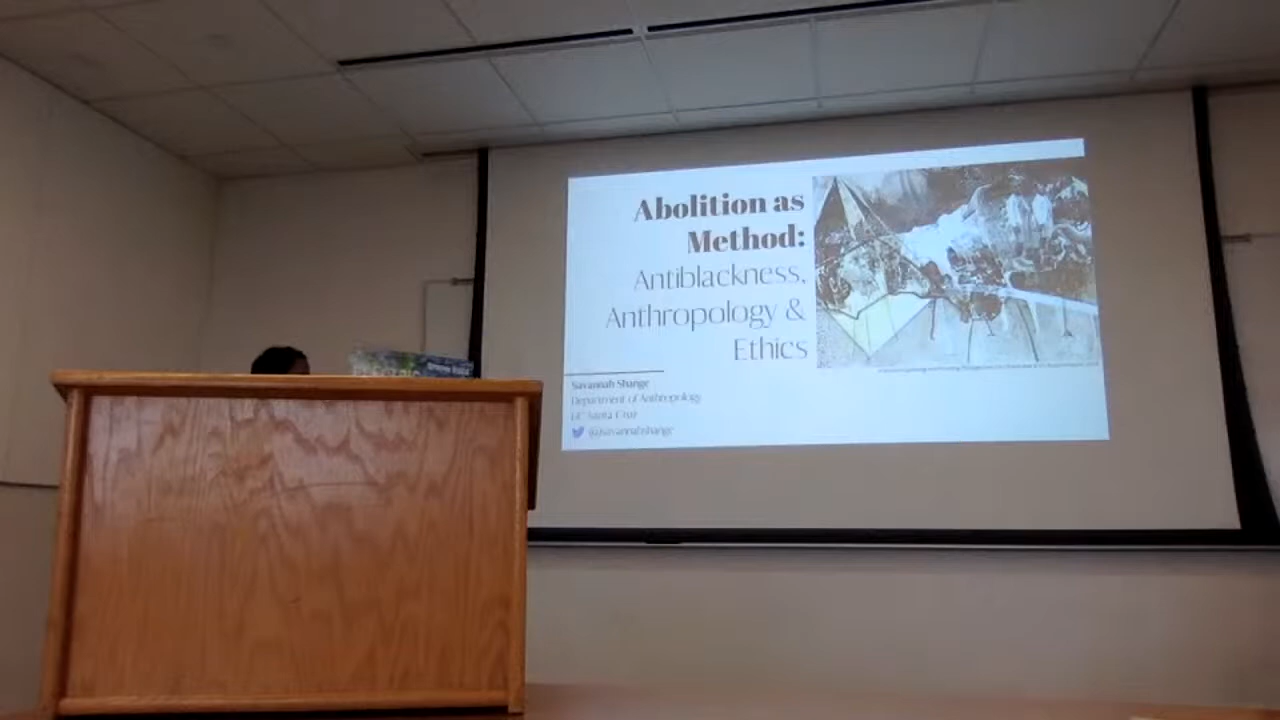 Abolition as
Method:
Antiblackness,
Anthropology &
Ethics
Savannah Shange
Department of Anthropology
UC Santa Cruz
@savannahshange